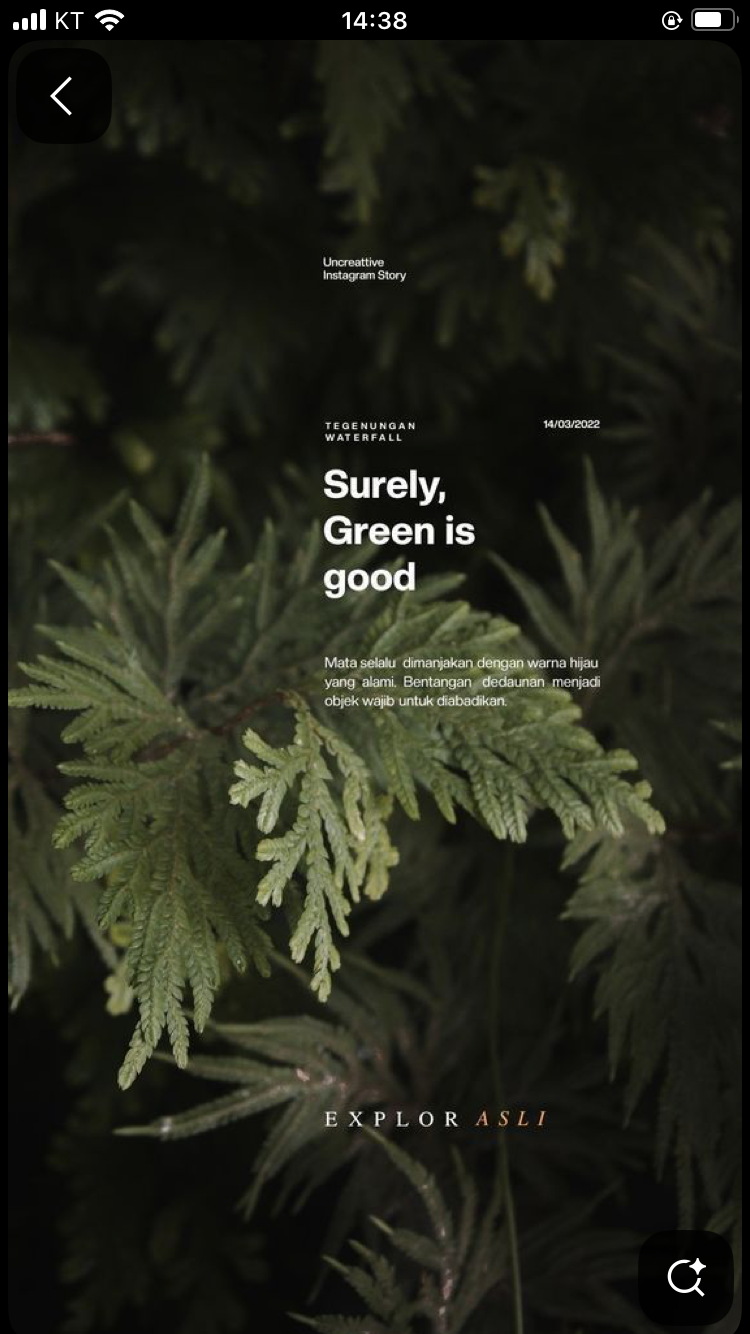 KT
14:38
Uncreattive
Instagram Story
TEGENUNGAN
WATERFALL
14/03/2022
Surely,
Green is
good
Mata selalu dimanjakan dengan warna hijau
yang alami. Bentangan dedaunan menjadi
objek wajib untuk diabadikan.
EXPLOR ASLI